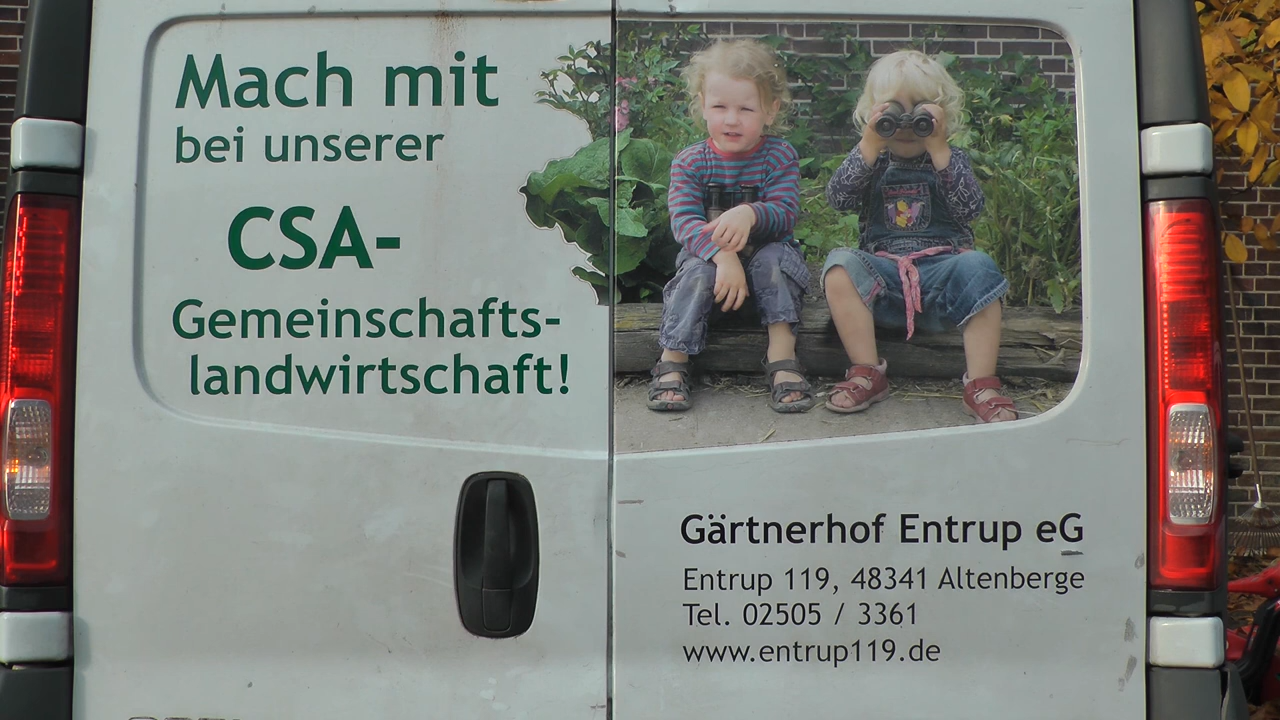 Mach mit
bei unserer
CSA-
Gemeinschafts-
landwirtschaft!
Gärtnerhof Entrup eG
Entrup 119, 48341 Altenberge
Tel. 02505 / 3361
www.entrup119.de